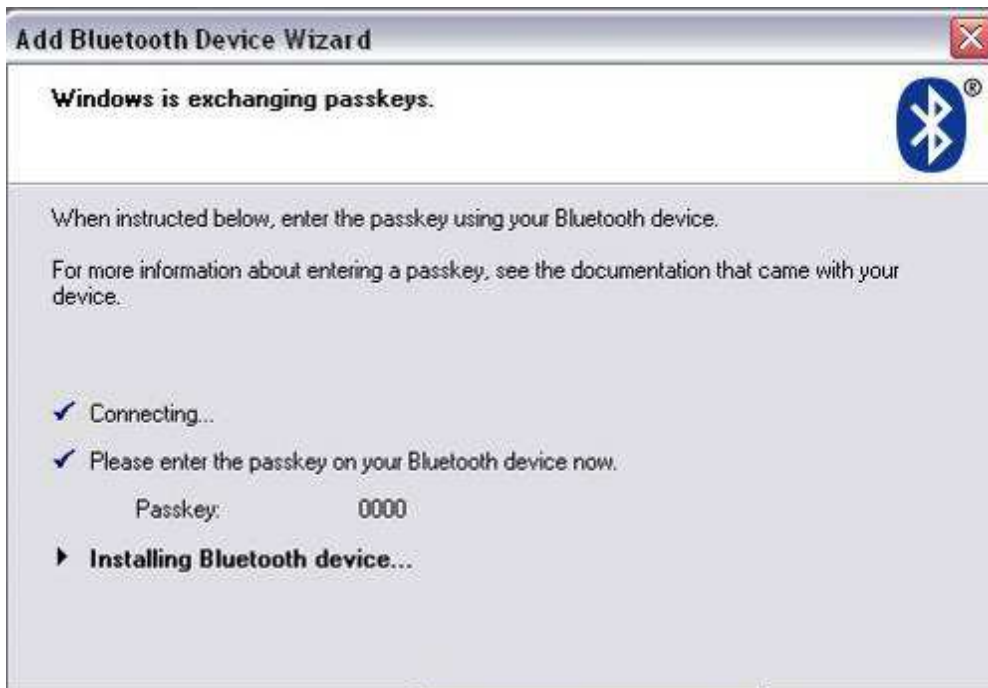 Add Bluetooth Device Wizard
Windows is exchanging passkeys.
®
When instructed below, enter the passkey using your Bluetooth device.
For more information about entering a passkey, see the documentation that came with your
device.
Connecting...
Please enter the passkey on your Bluetooth device now.
Passkey: 0000
Installing Bluetooth device...